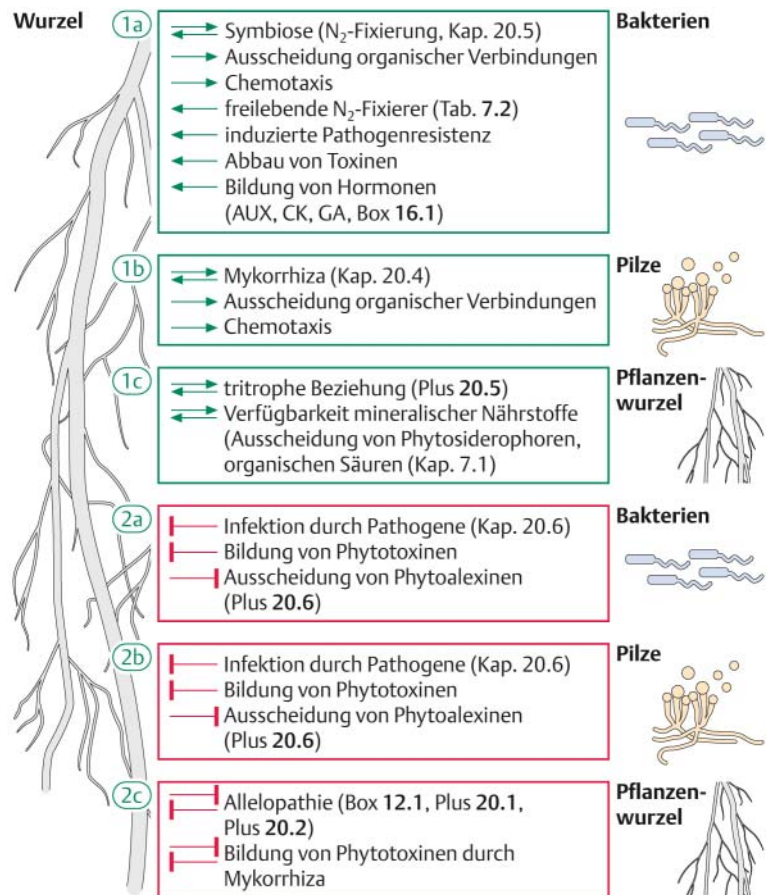 Wurzel
1a
Symbiose (N₂-Fixierung, Kap. 20.5)
Ausscheidung organischer Verbindungen
Chemotaxis
freilebende N₂-Fixierer (Tab. 7.2)
induzierte Pathogenresistenz
Abbau von Toxinen
Bildung von Hormonen
(AUX, CK, GA, Box 16.1)
Bakterien
1b
Mykorrhiza (Kap. 20.4)
Ausscheidung organischer Verbindungen
Chemotaxis
Pilze
1c
tritrophe Beziehung (Plus 20.5)
Verfügbarkeit mineralischer Nährstoffe
(Ausscheidung von Phytosiderophoren,
organischen Säuren (Kap. 7.1)
Pflanzen-
wurzel
2a
Infektion durch Pathogene (Kap. 20.6)
Bildung von Phytotoxinen
Ausscheidung von Phytoalexinen
(Plus 20.6)
Bakterien
2b
Infektion durch Pathogene (Kap. 20.6)
Bildung von Phytotoxinen
Ausscheidung von Phytoalexinen
(Plus 20.6)
Pilze
2c
Allelopathie (Box 12.1, Plus 20.1,
Plus 20.2)
Bildung von Phytotoxinen durch
Mykorrhiza
Pflanzen-
wurzel